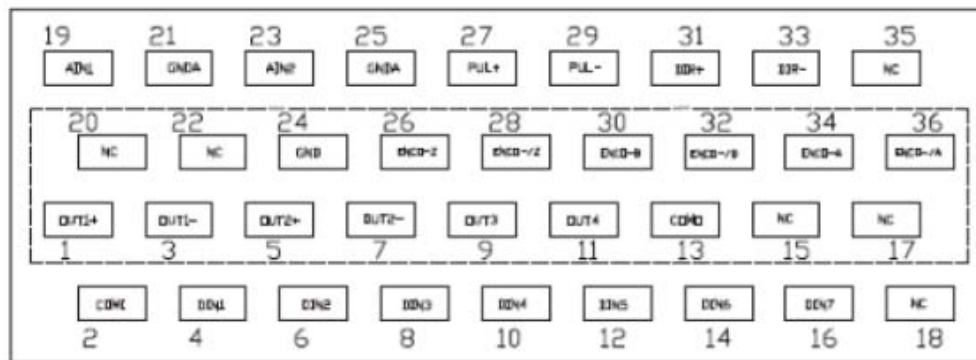 19 21 23 25 27 29 31 33 35
AIN1 GNDA AIN2 GNDA PUL+ PUL- DIR+ DIR- NC
20 22 24 26 28 30 32 34 36
NC NC GND ENCO-Z ENCO-/Z ENCO-B ENCO-/B ENCO-A ENCO-/A
OUT1+ OUT1- OUT2+ OUT2- OUT3 OUT4 COMO NC NC
1 3 5 7 9 11 13 15 17
COMI DIN1 DIN2 DIN3 DIN4 DIN5 DIN6 DIN7 NC
2 4 6 8 10 12 14 16 18